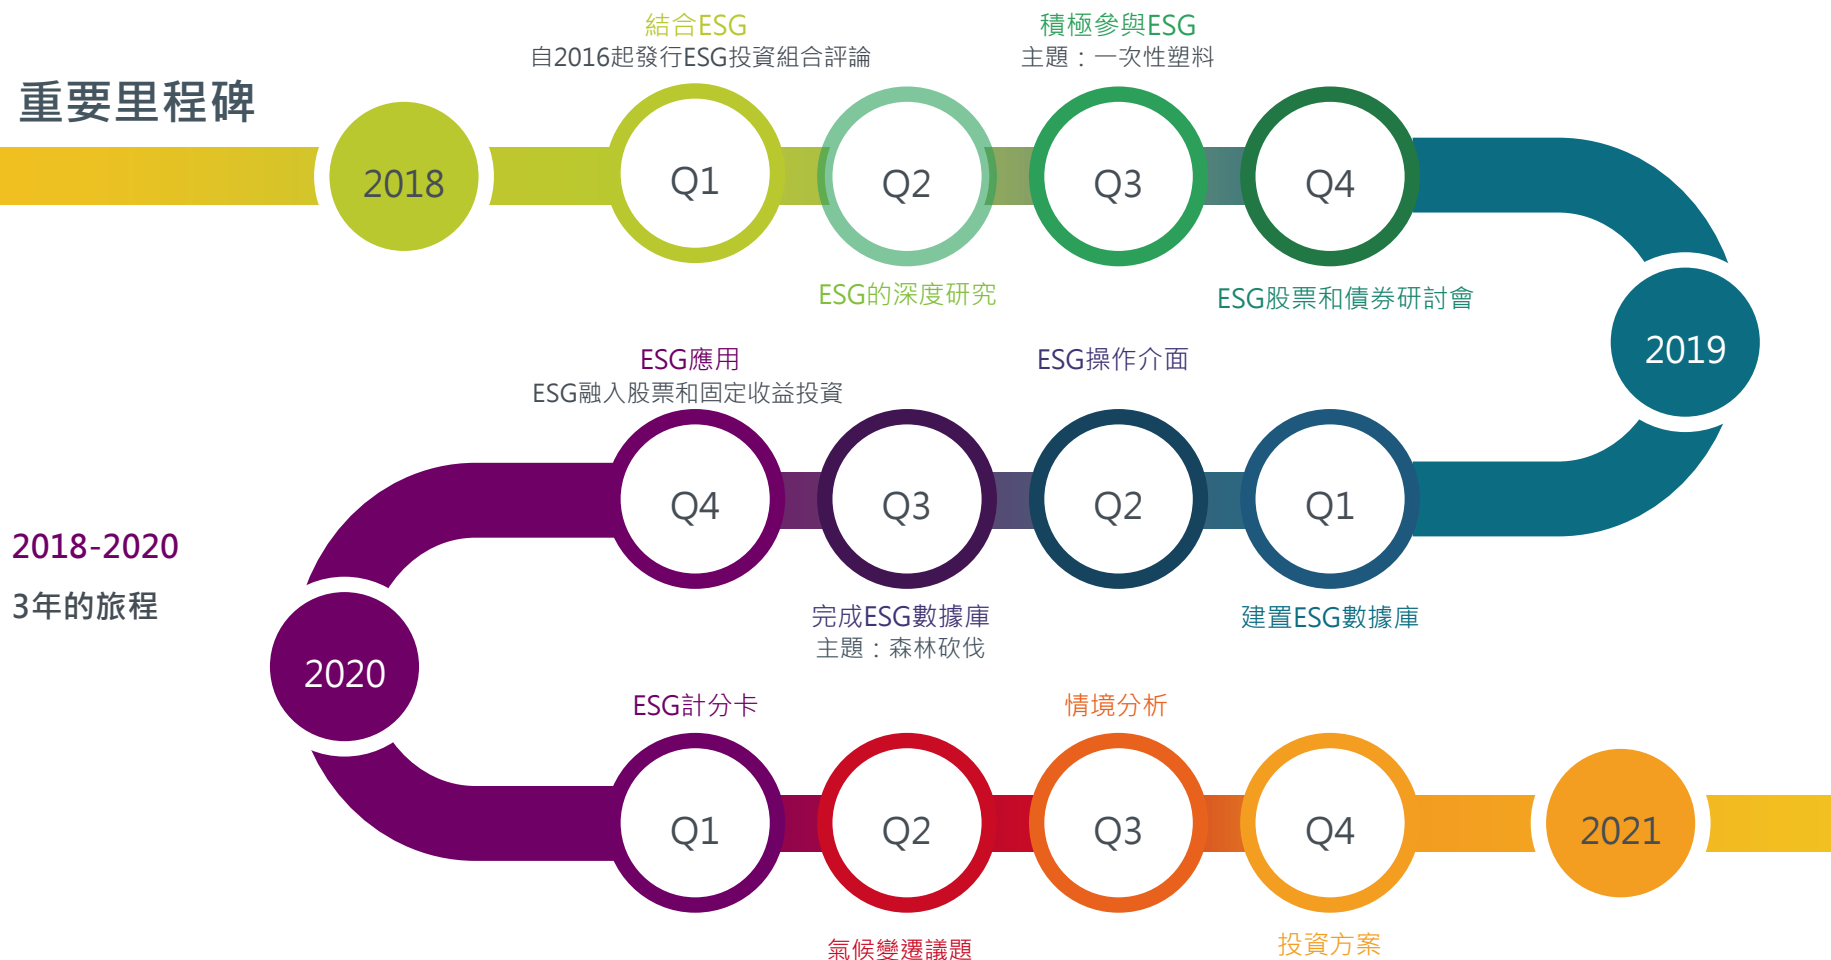 重要里程碑
結合ESG
自2016起發行ESG投資組合評論
積極參與ESG
主題：一次性塑料
2018
Q1
Q2
Q3
Q4
ESG的深度研究
ESG股票和債券研討會
2019
ESG應用
ESG融入股票和固定收益投資
ESG操作介面
Q4
Q3
Q2
Q1
完成ESG數據庫
主題：森林砍伐
建置ESG數據庫
2018-2020
3年的旅程
2020
ESG計分卡
情境分析
Q1
Q2
Q3
Q4
2021
氣候變遷議題
投資方案